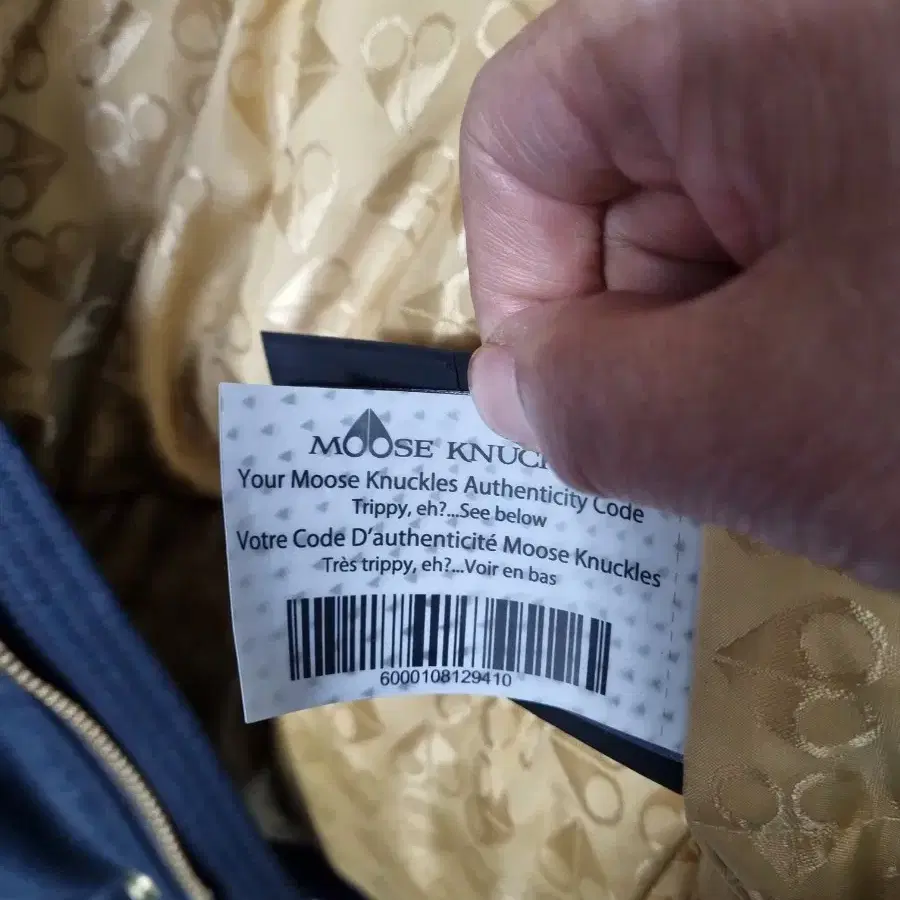 MOOSE KNUC
Your Moose Knuckles Authenticity Code
Trippy, eh?...See below
Votre Code D'authenticité Moose Knuckles
Très trippy, eh?...Voir en bas
6000108129410